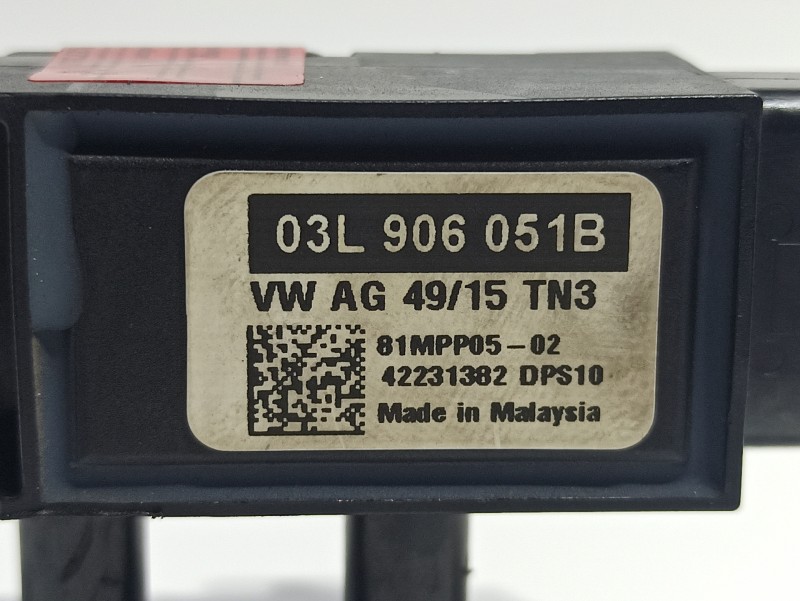 03L 906 051B
VW AG 49/15 TN3
81MPP05-02
42231382 DPS10
Made in Malaysia